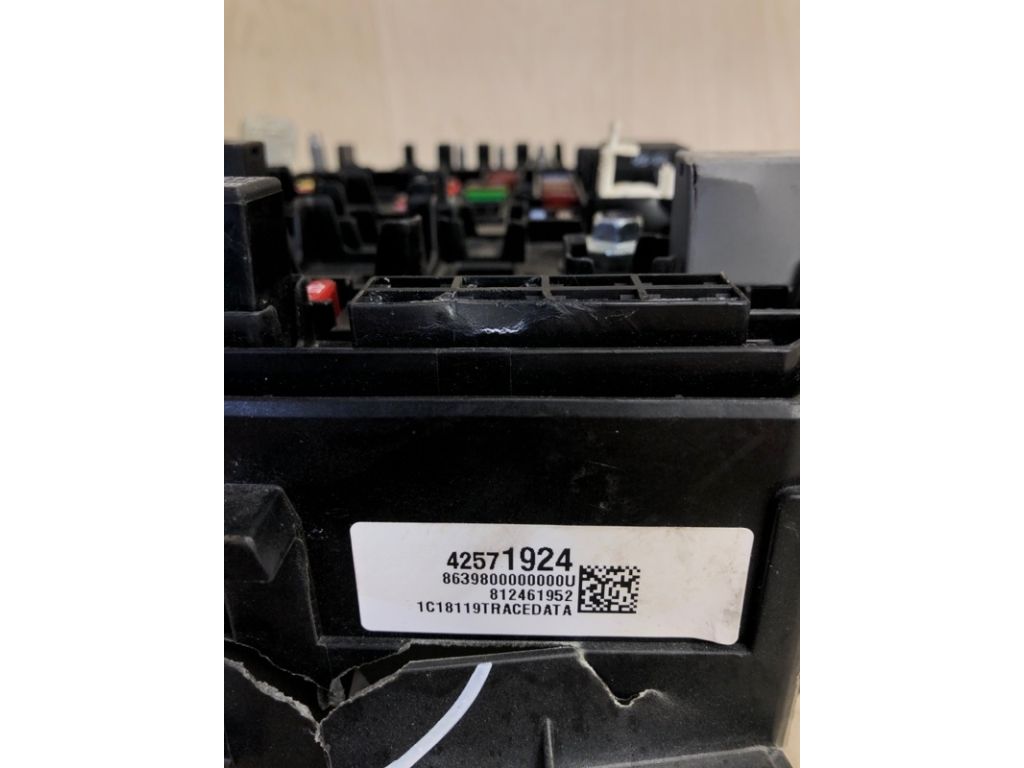 42571924
8639800000000U
812461952
1C18119TRACEDATA